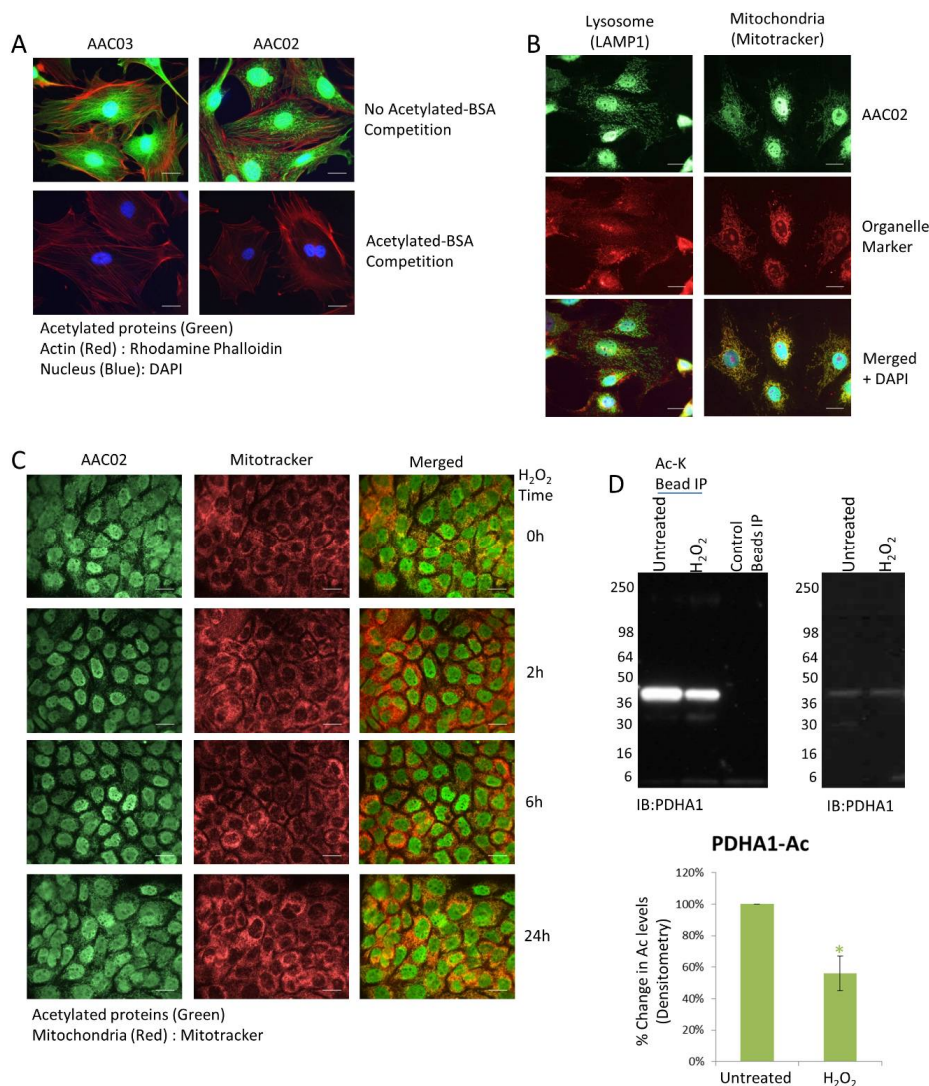 A
AAC03
AAC02
No Acetylated-BSA
Competition
Acetylated-BSA
Competition
Acetylated proteins (Green)
Actin (Red) : Rhodamine Phalloidin
Nucleus (Blue): DAPI
B
Lysosome
(LAMP1)
Mitochondria
(Mitotracker)
AAC02
Organelle
Marker
Merged
+ DAPI
C
AAC02
Mitotracker
Merged
H₂O₂
Time
0h
2h
6h
24h
Acetylated proteins (Green)
Mitochondria (Red) : Mitotracker
D
Ac-K
Bead IP
Untreated
H₂O₂
Control
Beads IP
250
98
64
50
36
30
16
6
IB:PDHA1
Untreated
H₂O₂
250
98
64
50
36
30
16
6
IB:PDHA1
PDHA1-Ac
% Change in Ac levels
(Densitometry)
120%
100%
80%
60%
40%
20%
0%
*
Untreated
H₂O₂